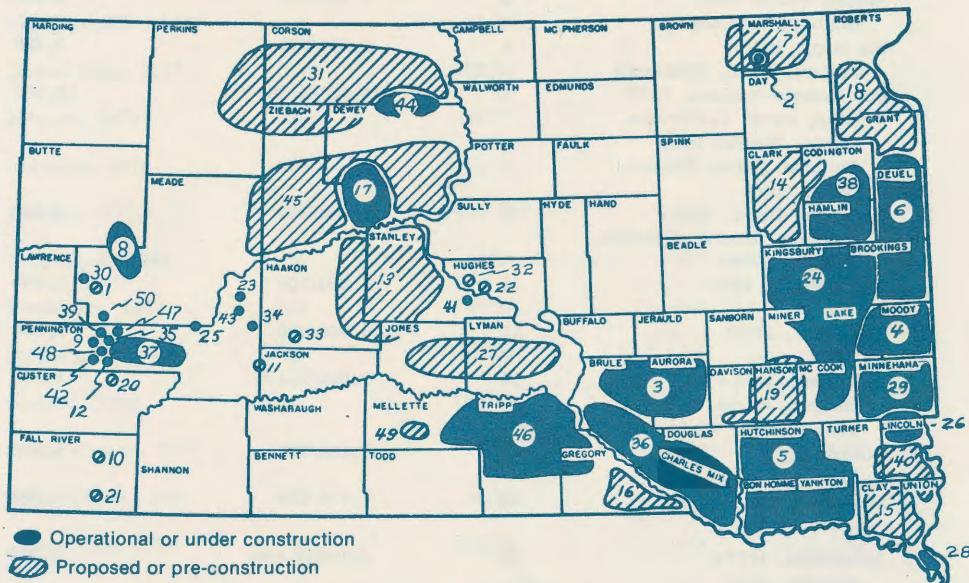 HARDING
PERKINS
CORSON
CAMPBELL
MC PHERSON
BROWN
MARSHALL
ROBERTS
7
31
WALWORTH
EDMUNDS
DAY
2
18
ZIEBACH
DEWEY
44
GRANT
BUTTE
POTTER
FAULK
SPINK
CLARK
CODINGTON
DEUEL
MEADE
45
17
14
38
SULLY
HYDE
HAND
HAMLIN
6
STANLEY
BEADLE
KINGSBURY
BROOKINGS
8
LAWRENCE
HAAKON
HUGHES
32
24
30
1
23
13
22
41
39
50
47
43
34
BUFFALO
JERAULD
SANBORN
MINER
LAKE
MOODY
PENNINGTON
9
35
25
33
JONES
LYMAN
4
48
37
JACKSON
27
BRULE
AURORA
DAVISON
HANSON
MC COOK
MINNEHAHA
CUSTER
42
12
20
11
3
19
29
WASHABAUGH
MELLETTE
TRIPP
DOUGLAS
HUTCHINSON
TURNER
LINCOLN
26
FALL RIVER
49
46
36
5
40
10
SHANNON
BENNETT
TODD
GREGORY
CHARLES MIX
BON HOMME
YANKTON
CLAY
UNION
21
16
15
28
Operational or under construction
Proposed or pre-construction